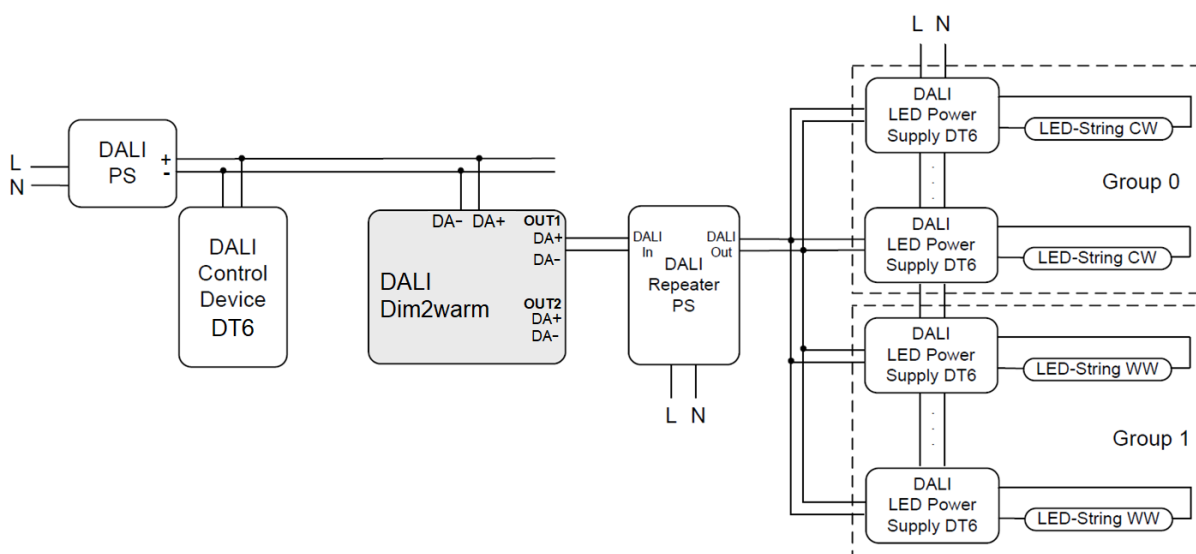 L
N
DALI
PS
+
-
DALI
Control
Device
DT6
DA− DA+ OUT1
DA+
DA−
DALI
Dim2warm
OUT2
DA+
DA−
DALI
In
DALI
Out
DALI
Repeater
PS
L N
L N
DALI
LED Power
Supply DT6
LED-String CW
Group 0
DALI
LED Power
Supply DT6
LED-String CW
DALI
LED Power
Supply DT6
LED-String WW
Group 1
DALI
LED Power
Supply DT6
LED-String WW